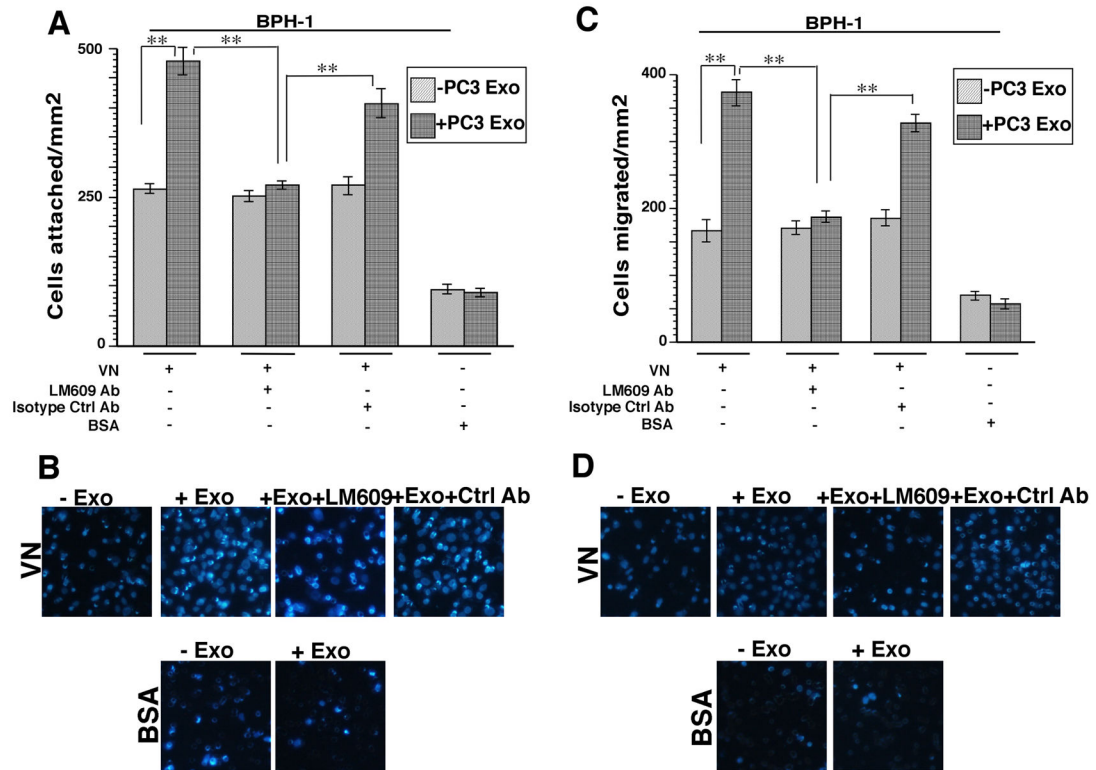 A
BPH-1
** ** **
500
250
0
Cells attached/mm2
-PC3 Exo
+PC3 Exo
VN + + + -
LM609 Ab - + - -
Isotype Ctrl Ab - - + -
BSA - - - +
C
BPH-1
** ** **
400
200
0
Cells migrated/mm2
-PC3 Exo
+PC3 Exo
VN + + + -
LM609 Ab - + - -
Isotype Ctrl Ab - - + -
BSA - - - +
B
- Exo + Exo +Exo+LM609 +Exo+Ctrl Ab
VN
- Exo + Exo
BSA
D
- Exo + Exo +Exo+LM609 +Exo+Ctrl Ab
VN
- Exo + Exo
BSA